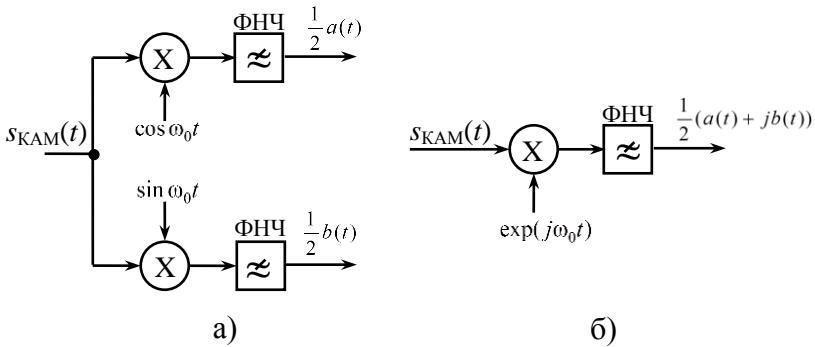 ФНЧ
1/2 a(t)
X
≉
cos ω₀t
s_КАМ(t)
sin ω₀t
ФНЧ
1/2 b(t)
X
≉
а)
ФНЧ
1/2 (a(t) + jb(t))
s_КАМ(t)
X
≉
exp(jω₀t)
б)